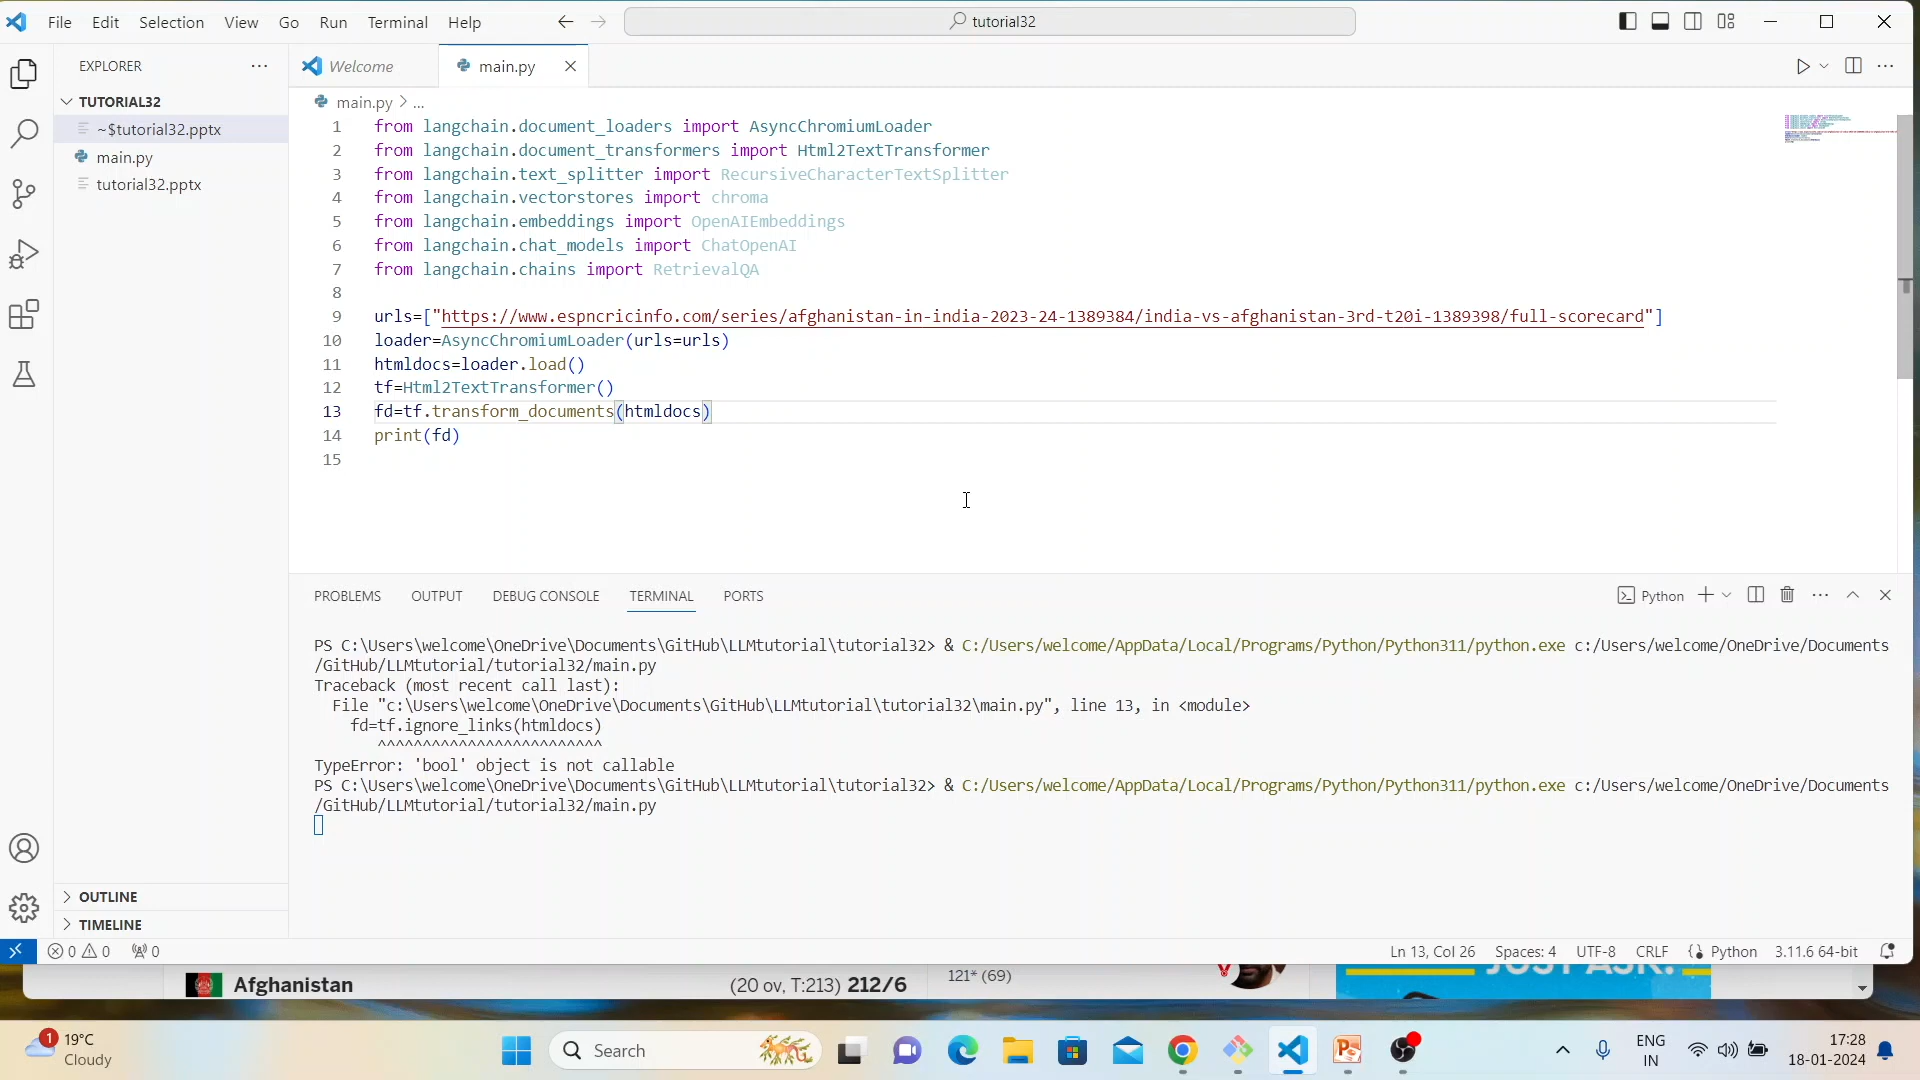 File Edit Selection View Go Run Terminal Help
tutorial32
EXPLORER
Welcome
main.py
TUTORIAL32
~$tutorial32.pptx
main.py
tutorial32.pptx
OUTLINE
TIMELINE
main.py > ...
1 from langchain.document_loaders import AsyncChromiumLoader
2 from langchain.document_transformers import Html2TextTransformer
3 from langchain.text_splitter import RecursiveCharacterTextSplitter
4 from langchain.vectorstores import chroma
5 from langchain.embeddings import OpenAIEmbeddings
6 from langchain.chat_models import ChatOpenAI
7 from langchain.chains import RetrievalQA
8
9 urls=["https://www.espncricinfo.com/series/afghanistan-in-india-2023-24-1389384/india-vs-afghanistan-3rd-t20i-1389398/full-scorecard"]
10 loader=AsyncChromiumLoader(urls=urls)
11 htmldocs=loader.load()
12 tf=Html2TextTransformer()
13 fd=tf.transform_documents(htmldocs)
14 print(fd)
15
PROBLEMS OUTPUT DEBUG CONSOLE TERMINAL PORTS
Python
PS C:\Users\welcome\OneDrive\Documents\GitHub\LLMtutorial\tutorial32> & C:/Users/welcome/AppData/Local/Programs/Python/Python311/python.exe c:/Users/welcome/OneDrive/Documents
/GitHub/LLMtutorial/tutorial32/main.py
Traceback (most recent call last):
File "c:\Users\welcome\OneDrive\Documents\GitHub\LLMtutorial\tutorial32\main.py", line 13, in <module>
fd=tf.ignore_links(htmldocs)
^^^^^^^^^^^^^^^^^^^^^^^^^
TypeError: 'bool' object is not callable
PS C:\Users\welcome\OneDrive\Documents\GitHub\LLMtutorial\tutorial32> & C:/Users/welcome/AppData/Local/Programs/Python/Python311/python.exe c:/Users/welcome/OneDrive/Documents
/GitHub/LLMtutorial/tutorial32/main.py
0 0 0
Ln 13, Col 26 Spaces: 4 UTF-8 CRLF {} Python 3.11.6 64-bit
Afghanistan (20 ov, T:213) 212/6
121* (69)
JUST ASK.
1
19°C
Cloudy
Search
ENG
IN
17:28
18-01-2024